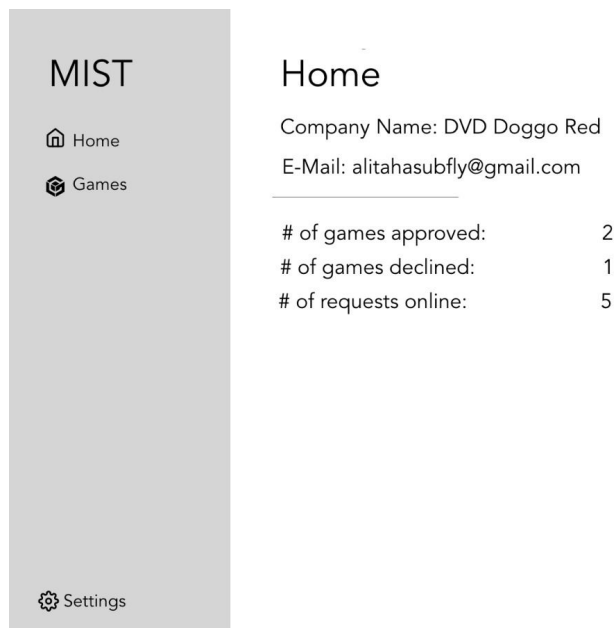 MIST
Home
Games
Settings
Home
Company Name: DVD Doggo Red
E-Mail: alitahasubfly@gmail.com
# of games approved: 2
# of games declined: 1
# of requests online: 5